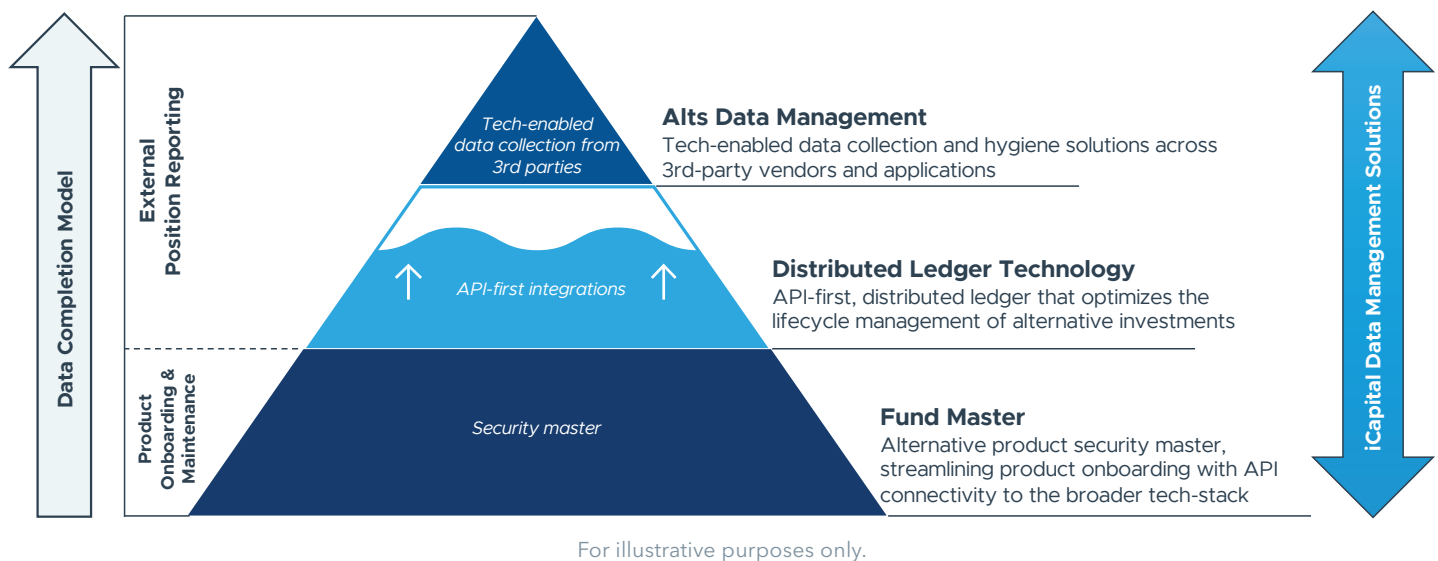 Data Completion Model
External
Position Reporting
Product
Onboarding &
Maintenance
Tech-enabled
data collection from
3rd parties
API-first integrations
Security master
Alts Data Management
Tech-enabled data collection and hygiene solutions across
3rd-party vendors and applications
Distributed Ledger Technology
API-first, distributed ledger that optimizes the
lifecycle management of alternative investments
Fund Master
Alternative product security master,
streamlining product onboarding with API
connectivity to the broader tech-stack
iCapital Data Management Solutions
For illustrative purposes only.